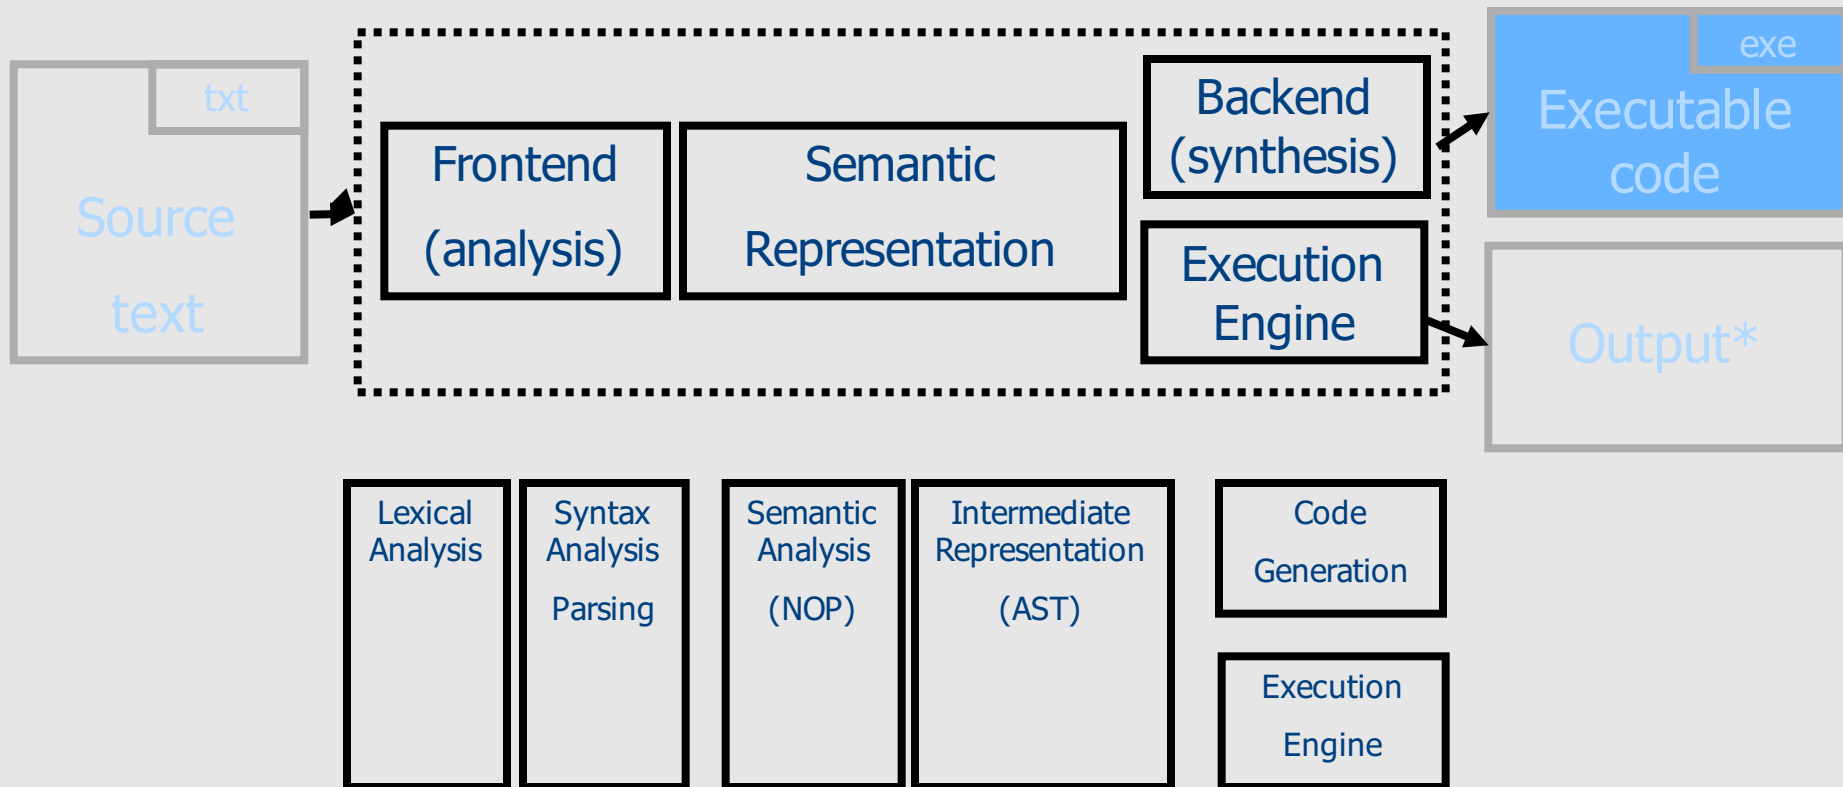 txt
Source
text
Frontend
(analysis)
Semantic
Representation
Backend
(synthesis)
Execution
Engine
exe
Executable
code
Output*
Lexical
Analysis
Syntax
Analysis
Parsing
Semantic
Analysis
(NOP)
Intermediate
Representation
(AST)
Code
Generation
Execution
Engine